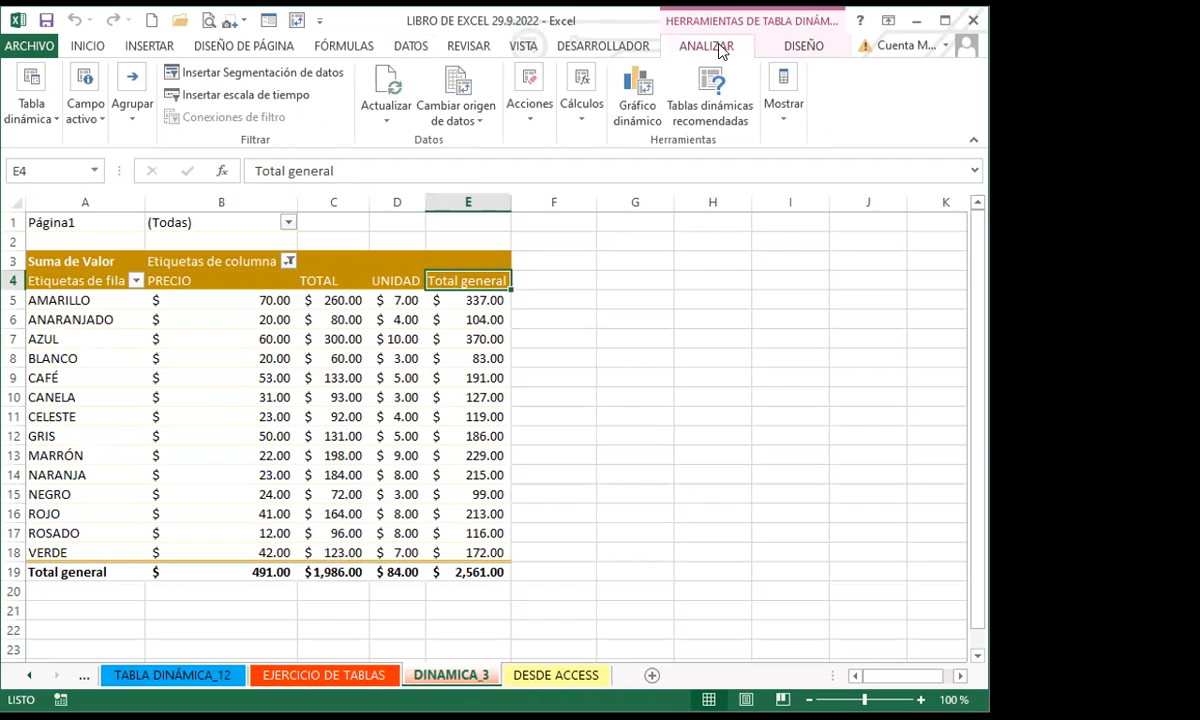 LIBRO DE EXCEL 29.9.2022 - Excel
HERRAMIENTAS DE TABLA DINÁM...
ARCHIVO INICIO INSERTAR DISEÑO DE PÁGINA FÓRMULAS DATOS REVISAR VISTA DESARROLLADOR ANALIZAR DISEÑO Cuenta M...
Tabla dinámica
Campo activo
Agrupar
Insertar Segmentación de datos
Insertar escala de tiempo
Conexiones de filtro
Filtrar
Actualizar
Cambiar origen de datos
Datos
Acciones
Cálculos
Gráfico dinámico
Tablas dinámicas recomendadas
Herramientas
Mostrar
E4 fx Total general
A B C D E F G H I J K
1 Página1 (Todas)
2
3 Suma de Valor Etiquetas de columna
4 Etiquetas de fila PRECIO TOTAL UNIDAD Total general
5 AMARILLO $ 70.00 $ 260.00 $ 7.00 $ 337.00
6 ANARANJADO $ 20.00 $ 80.00 $ 4.00 $ 104.00
7 AZUL $ 60.00 $ 300.00 $ 10.00 $ 370.00
8 BLANCO $ 20.00 $ 60.00 $ 3.00 $ 83.00
9 CAFÉ $ 53.00 $ 133.00 $ 5.00 $ 191.00
10 CANELA $ 31.00 $ 93.00 $ 3.00 $ 127.00
11 CELESTE $ 23.00 $ 92.00 $ 4.00 $ 119.00
12 GRIS $ 50.00 $ 131.00 $ 5.00 $ 186.00
13 MARRÓN $ 22.00 $ 198.00 $ 9.00 $ 229.00
14 NARANJA $ 23.00 $ 184.00 $ 8.00 $ 215.00
15 NEGRO $ 24.00 $ 72.00 $ 3.00 $ 99.00
16 ROJO $ 41.00 $ 164.00 $ 8.00 $ 213.00
17 ROSADO $ 12.00 $ 96.00 $ 8.00 $ 116.00
18 VERDE $ 42.00 $ 123.00 $ 7.00 $ 172.00
19 Total general $ 491.00 $ 1,986.00 $ 84.00 $ 2,561.00
20
21
22
23
... TABLA DINÁMICA_12 EJERCICIO DE TABLAS DINAMICA_3 DESDE ACCESS
LISTO 100 %